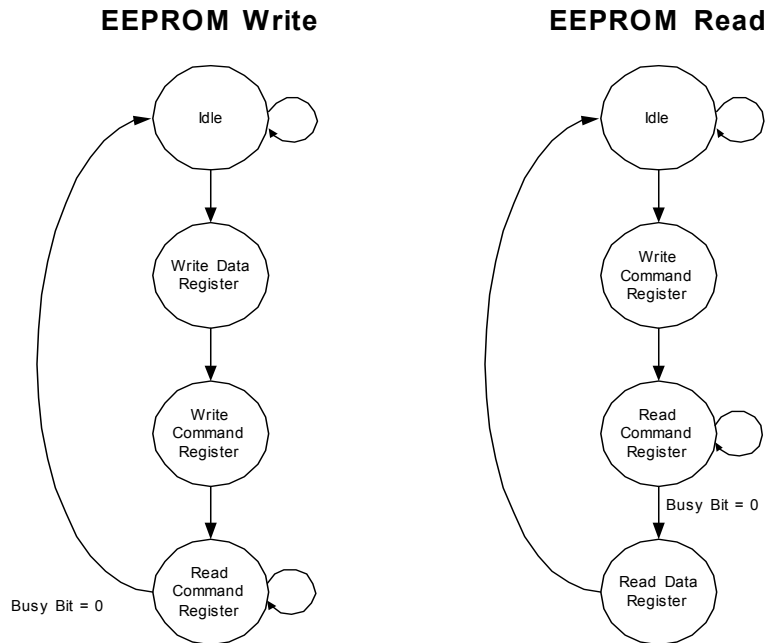 EEPROM Write
Idle
Write Data
Register
Write
Command
Register
Read
Command
Register
Busy Bit = 0
EEPROM Read
Idle
Write
Command
Register
Read
Command
Register
Busy Bit = 0
Read Data
Register